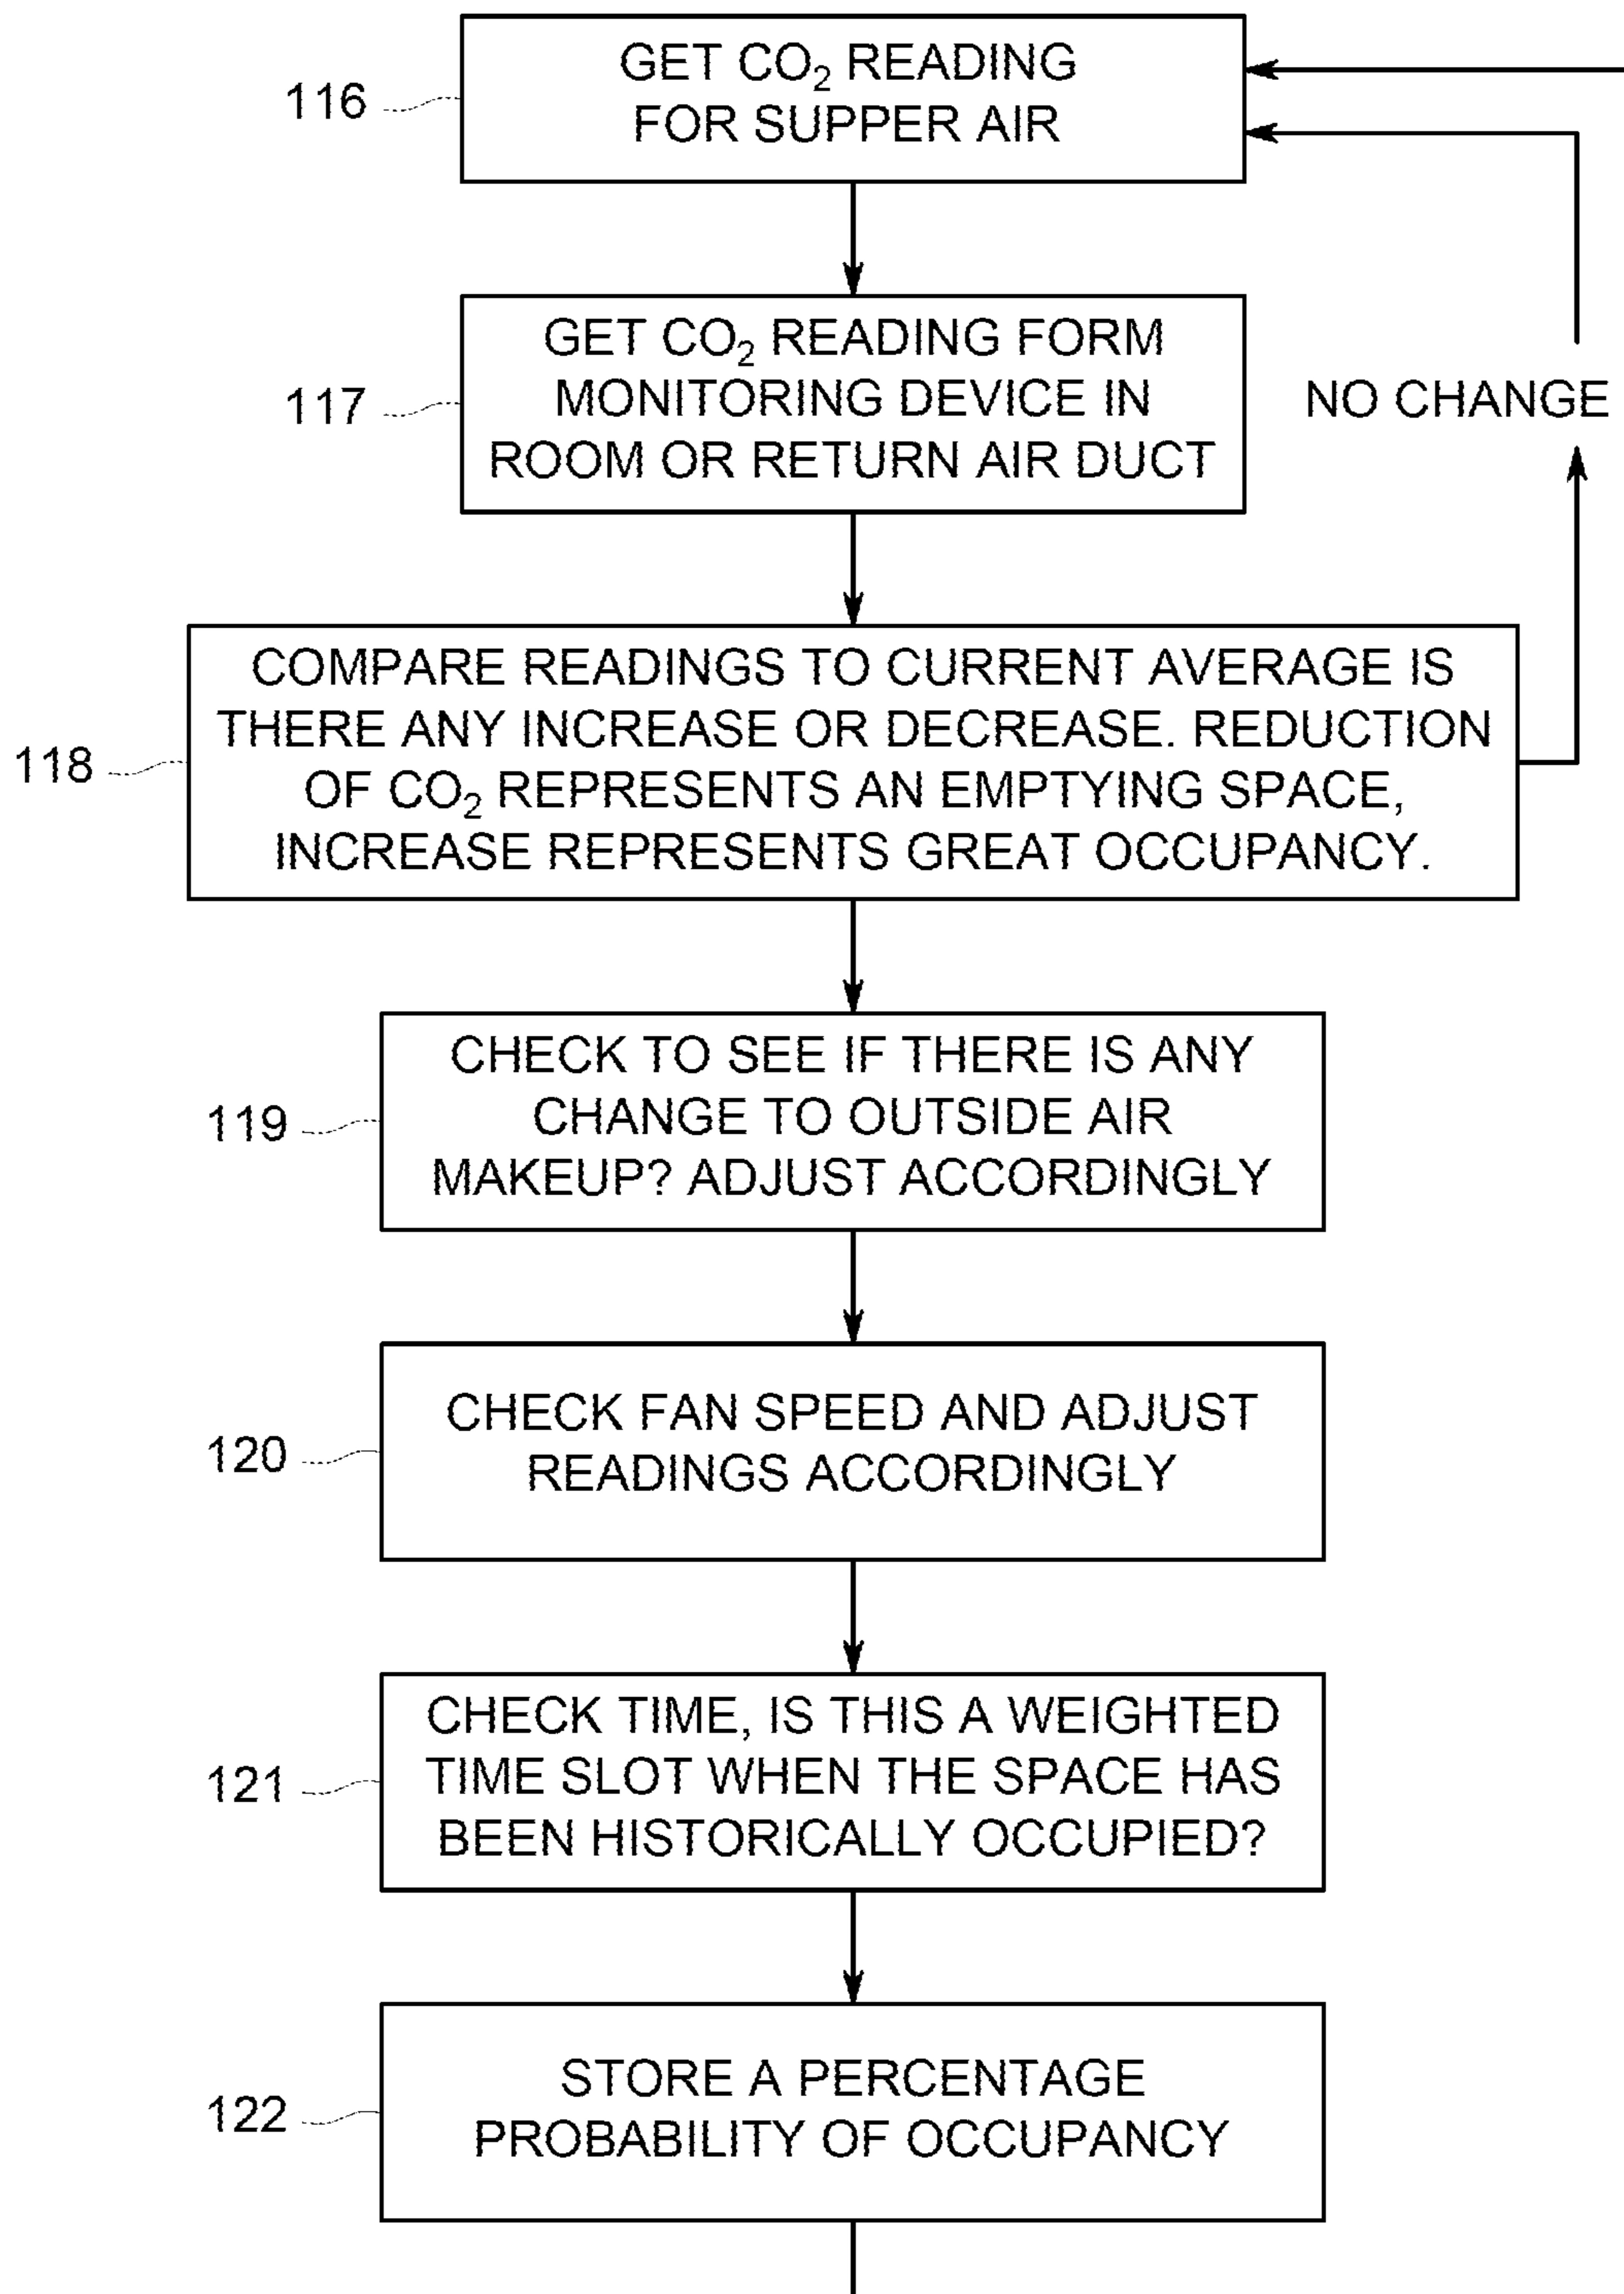 GET CO₂ READING
FOR SUPPER AIR
116
GET CO₂ READING FORM
MONITORING DEVICE IN
ROOM OR RETURN AIR DUCT
117
NO CHANGE
COMPARE READINGS TO CURRENT AVERAGE IS
THERE ANY INCREASE OR DECREASE. REDUCTION
OF CO₂ REPRESENTS AN EMPTYING SPACE,
INCREASE REPRESENTS GREAT OCCUPANCY.
118
CHECK TO SEE IF THERE IS ANY
CHANGE TO OUTSIDE AIR
MAKEUP? ADJUST ACCORDINGLY
119
CHECK FAN SPEED AND ADJUST
READINGS ACCORDINGLY
120
CHECK TIME, IS THIS A WEIGHTED
TIME SLOT WHEN THE SPACE HAS
BEEN HISTORICALLY OCCUPIED?
121
STORE A PERCENTAGE
PROBABILITY OF OCCUPANCY
122